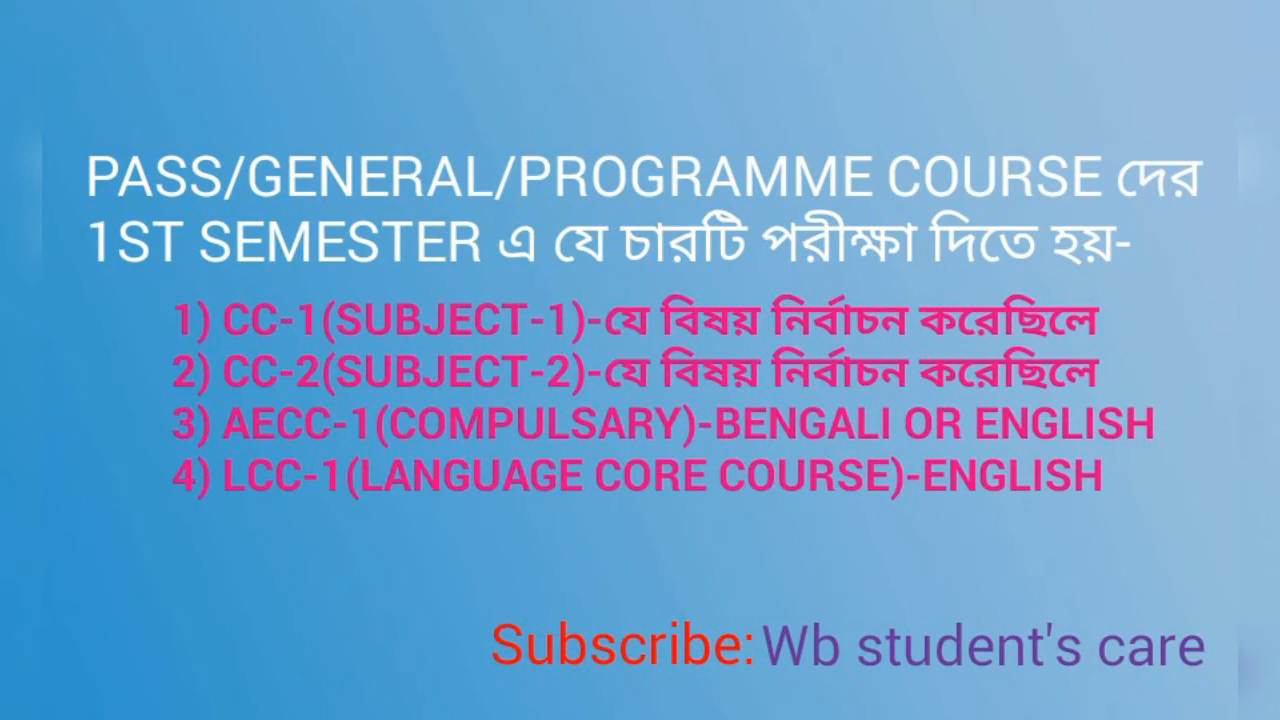 PASS/GENERAL/PROGRAMME COURSE দের
1ST SEMESTER এ যে চারটি পরীক্ষা দিতে হয়-
1) CC-1(SUBJECT-1)-যে বিষয় নির্বাচন করেছিলে
2) CC-2(SUBJECT-2)-যে বিষয় নির্বাচন করেছিলে
3) AECC-1(COMPULSARY)-BENGALI OR ENGLISH
4) LCC-1(LANGUAGE CORE COURSE)-ENGLISH
Subscribe: Wb student's care